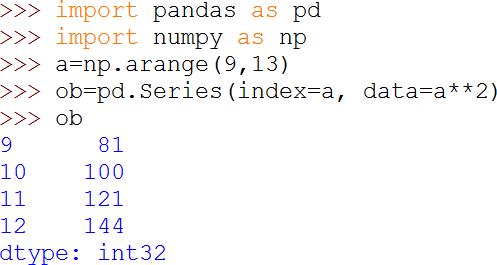 >>> import pandas as pd
>>> import numpy as np
>>> a=np.arange(9,13)
>>> ob=pd.Series(index=a, data=a**2)
>>> ob
9      81
10    100
11    121
12    144
dtype: int32